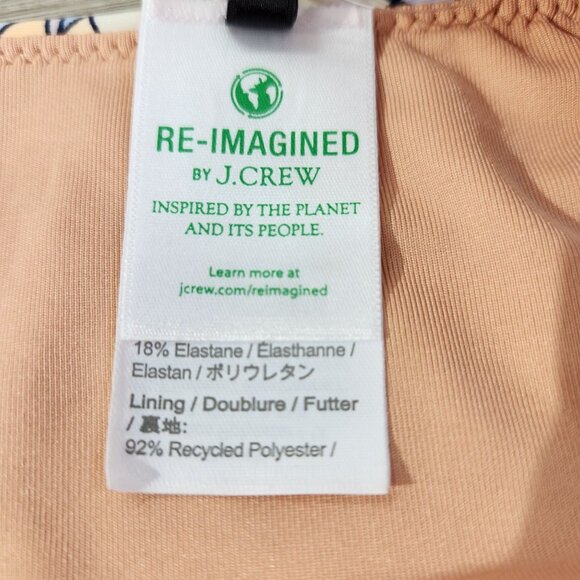 RE-IMAGINED
BY J.CREW
INSPIRED BY THE PLANET
AND ITS PEOPLE.
Learn more at
jcrew.com/reimagined
18% Elastane / Élasthanne /
Elastan / ポリウレタン
Lining / Doublure / Futter
/ 裏地:
92% Recycled Polyester /